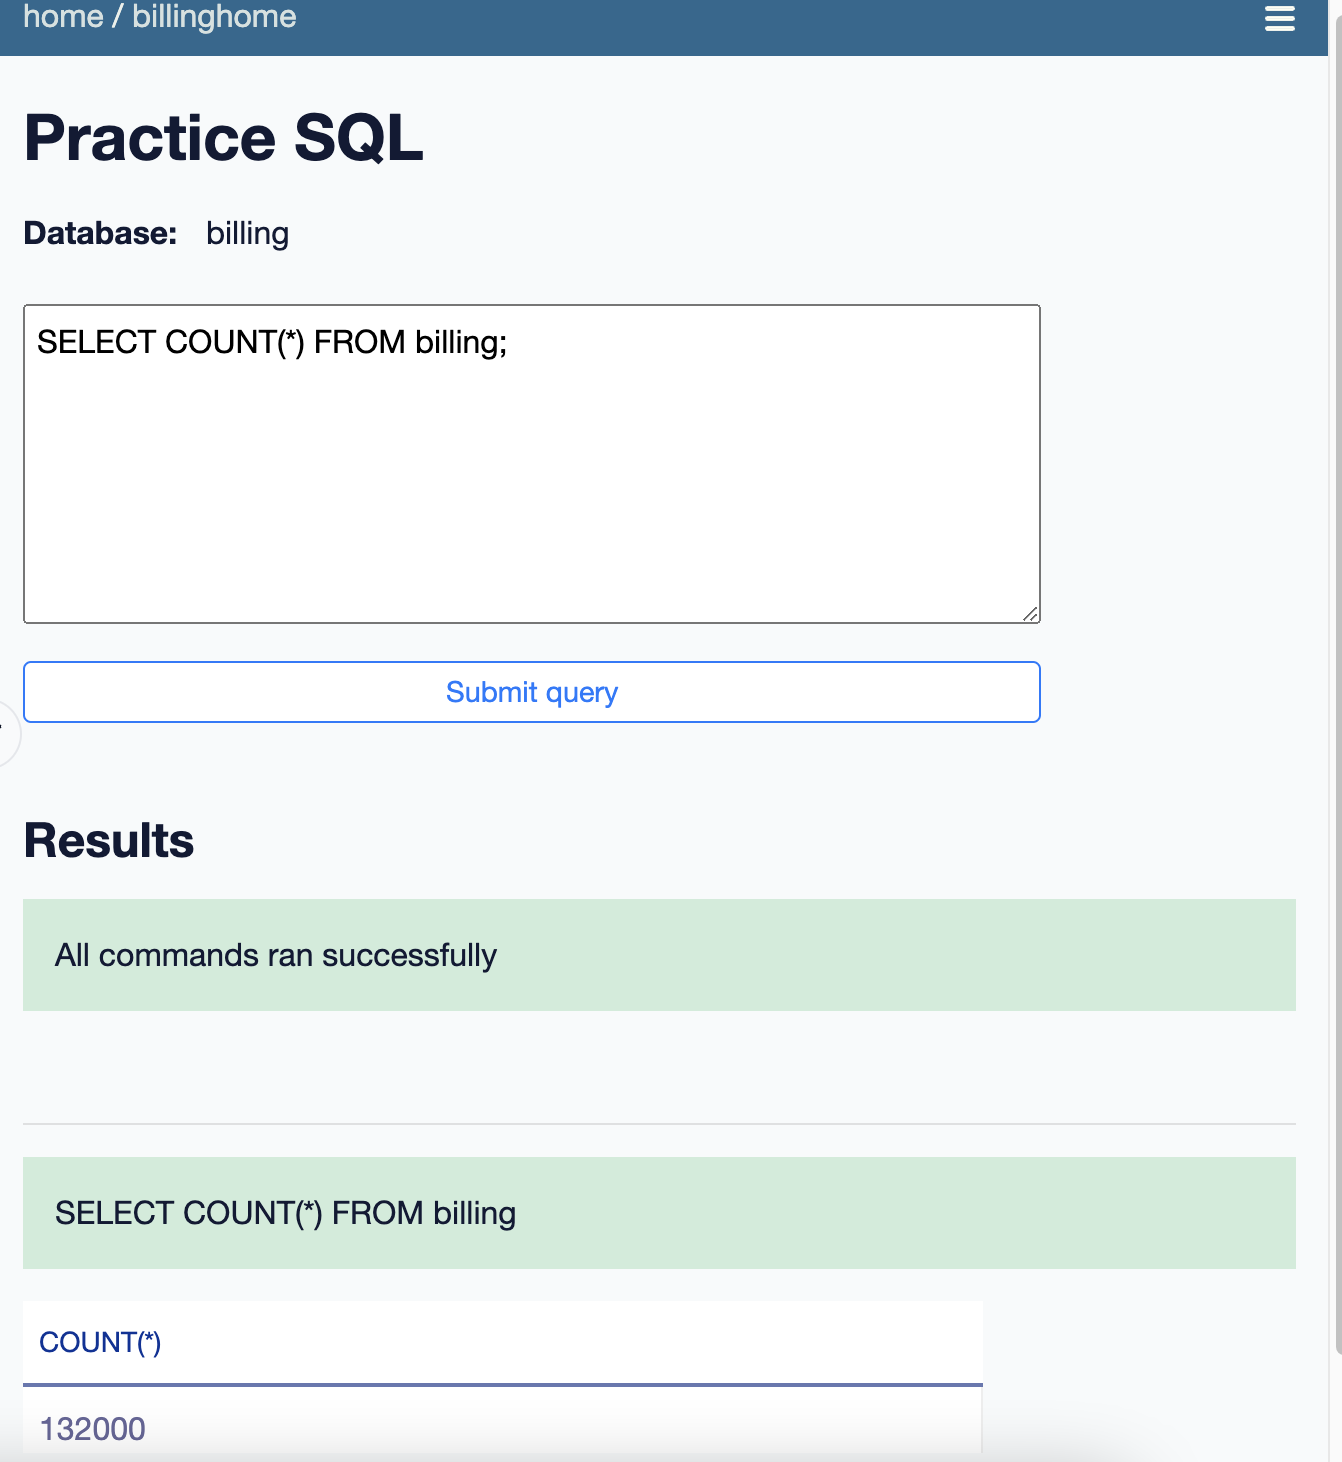 home / billinghome
Practice SQL
Database: billing
SELECT COUNT(*) FROM billing;
Submit query
Results
All commands ran successfully
SELECT COUNT(*) FROM billing
COUNT(*)
132000